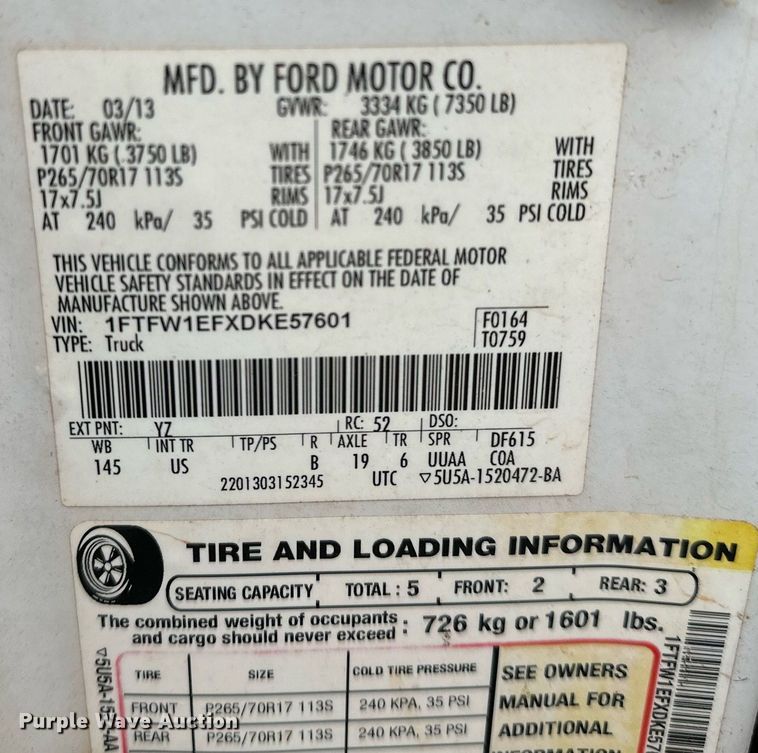 MFD. BY FORD MOTOR CO.
DATE: 03/13 GVWR: 3334 KG ( 7350 LB)
FRONT GAWR: REAR GAWR:
1701 KG ( 3750 LB) WITH 1746 KG ( 3850 LB) WITH
P265/70R17 113S TIRES P265/70R17 113S TIRES
17x7.5J RIMS 17x7.5J RIMS
AT 240 kPa/ 35 PSI COLD AT 240 kPa/ 35 PSI COLD
THIS VEHICLE CONFORMS TO ALL APPLICABLE FEDERAL MOTOR
VEHICLE SAFETY STANDARDS IN EFFECT ON THE DATE OF
MANUFACTURE SHOWN ABOVE.
VIN: 1FTFW1EFXDKE57601 F0164
TYPE: Truck T0759
EXT PNT: YZ RC: 52 DSO:
WB INT TR TP/PS R AXLE TR SPR DF615
145 US B 19 6 UUAA COA
2201303152345 UTC ▽5U5A-1520472-BA
TIRE AND LOADING INFORMATION
SEATING CAPACITY TOTAL : 5 FRONT: 2 REAR: 3
The combined weight of occupants
and cargo should never exceed : 726 kg or 1601 lbs.
TIRE SIZE COLD TIRE PRESSURE SEE OWNERS
FRONT P265/70R17 113S 240 KPA, 35 PSI MANUAL FOR
REAR P265/70R17 113S 240 KPA, 35 PSI ADDITIONAL
1FTFW1EFXDKE57
Purple Wave Auction